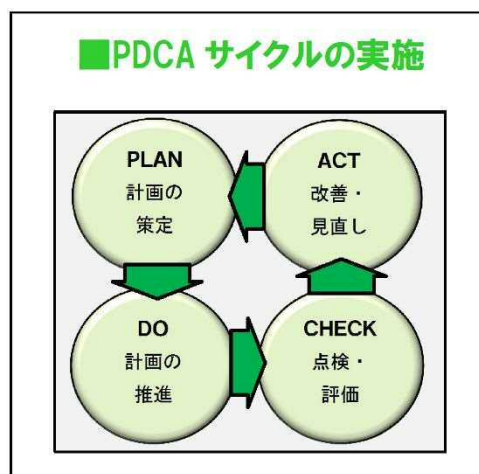 ■PDCA サイクルの実施
PLAN
計画の
策定
ACT
改善・
見直し
DO
計画の
推進
CHECK
点検・
評価